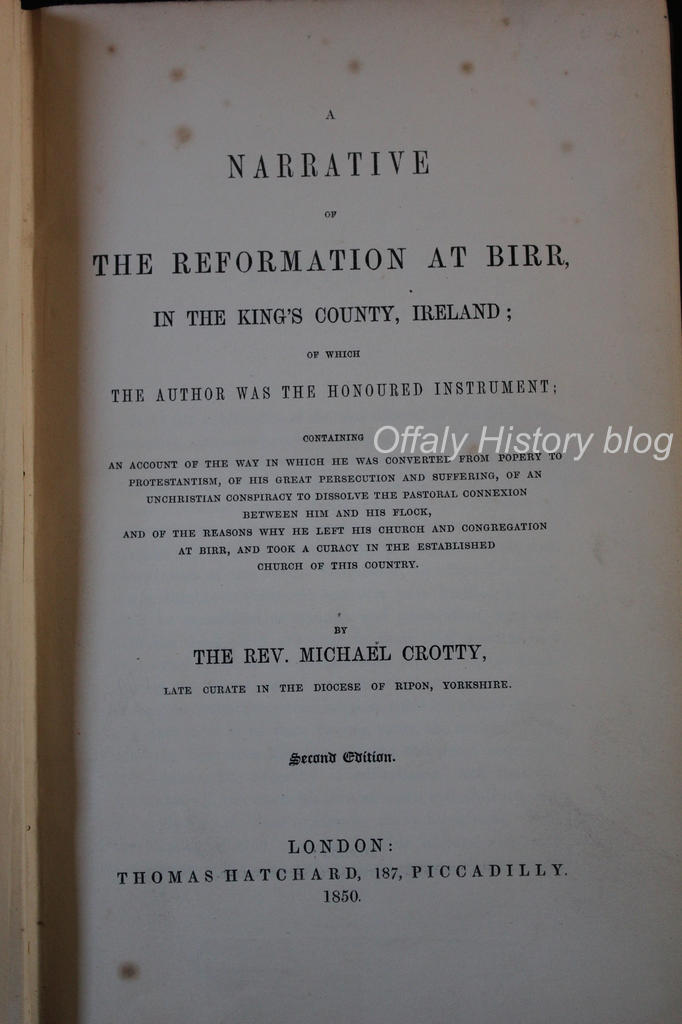 A
NARRATIVE
OF
THE REFORMATION AT BIRR,
IN THE KING'S COUNTY, IRELAND;
OF WHICH
THE AUTHOR WAS THE HONOURED INSTRUMENT;
CONTAINING
Offaly History blog
AN ACCOUNT OF THE WAY IN WHICH HE WAS CONVERTED FROM POPERY TO
PROTESTANTISM, OF HIS GREAT PERSECUTION AND SUFFERING, OF AN
UNCHRISTIAN CONSPIRACY TO DISSOLVE THE PASTORAL CONNEXION
BETWEEN HIM AND HIS FLOCK,
AND OF THE REASONS WHY HE LEFT HIS CHURCH AND CONGREGATION
AT BIRR, AND TOOK A CURACY IN THE ESTABLISHED
CHURCH OF THIS COUNTRY.
BY
THE REV. MICHAEL CROTTY,
LATE CURATE IN THE DIOCESE OF RIPON, YORKSHIRE.
Second Edition.
LONDON:
THOMAS HATCHARD, 187, PICCADILLY.
1850.